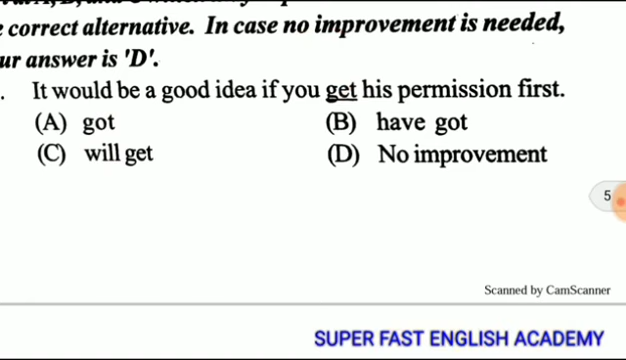 correct alternative. In case no improvement is needed,
ur answer is 'D'.
. It would be a good idea if you get his permission first.
(A) got (B) have got
(C) will get (D) No improvement
5
Scanned by CamScanner
SUPER FAST ENGLISH ACADEMY